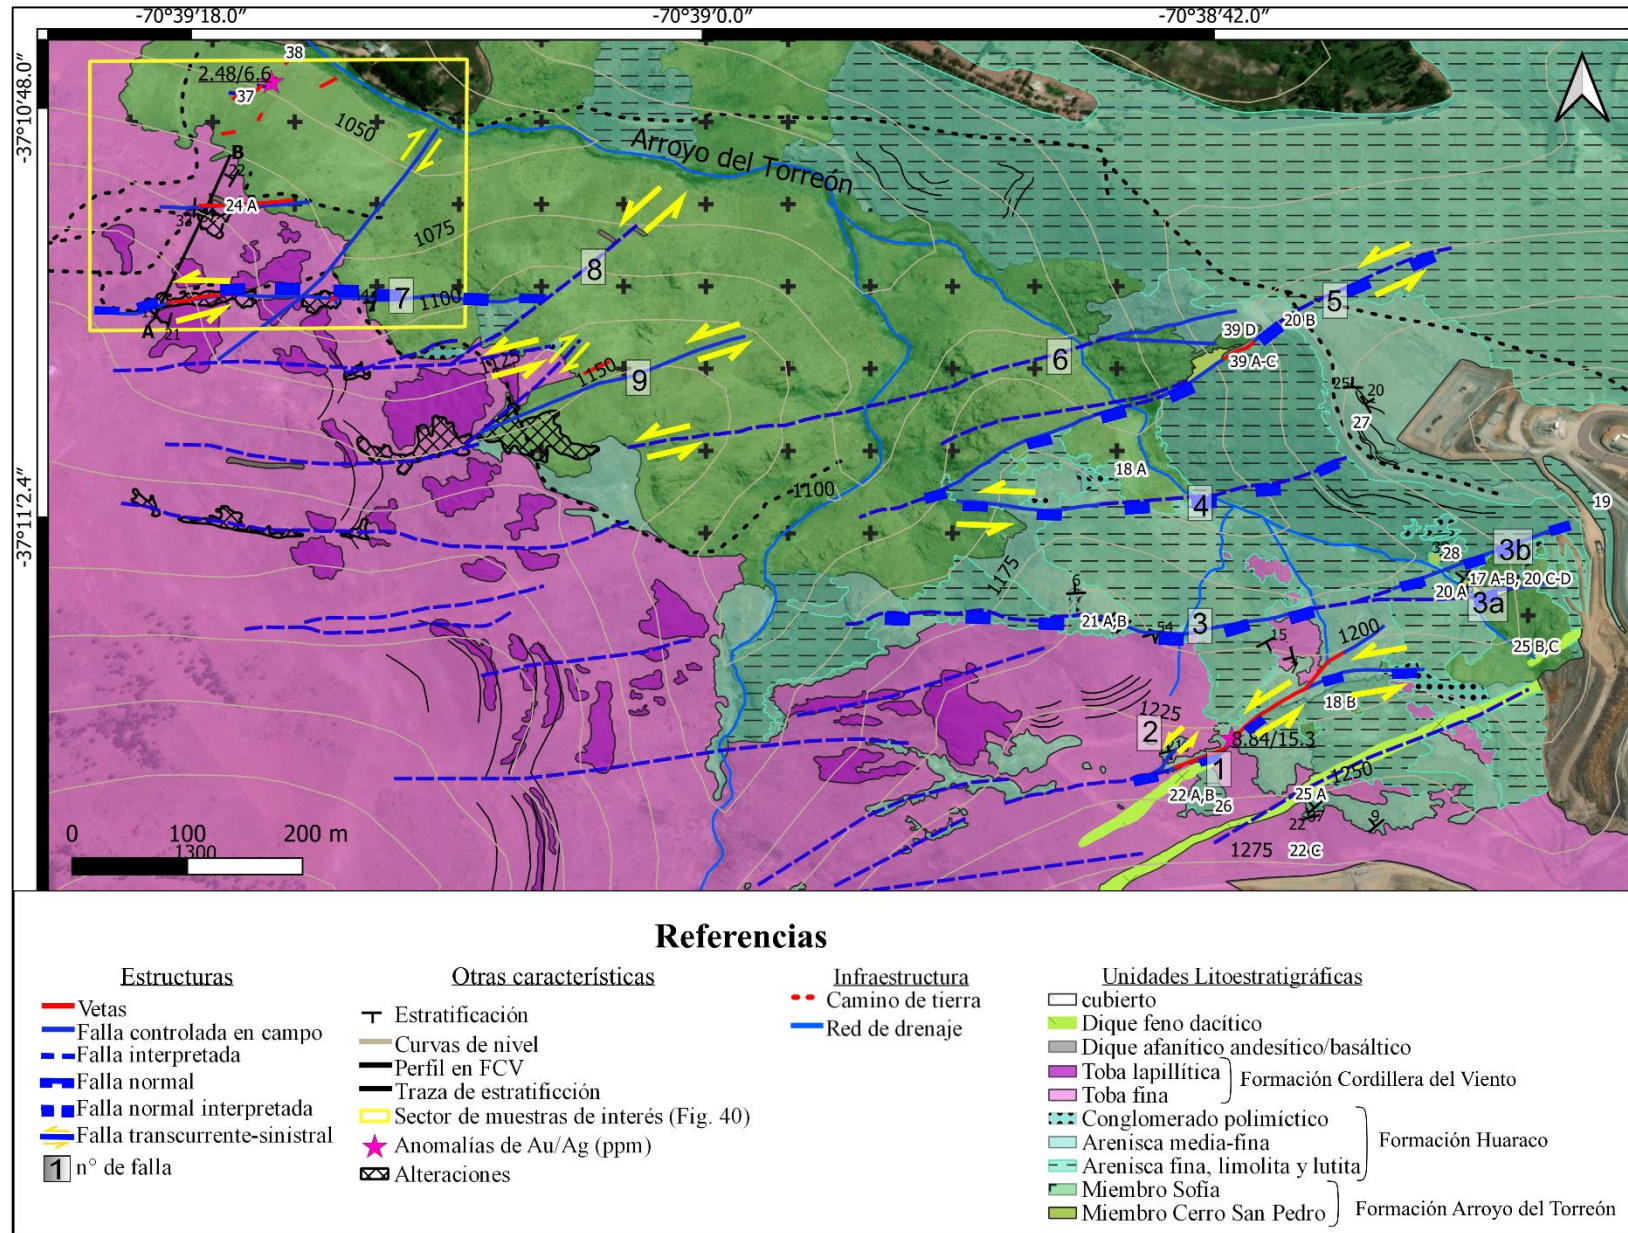 -70°39'18.0"
-70°39'0.0"
-70°38'42.0"
-37°10'48.0"
-37°11'2.4"
38
2.48/6.6
37
1050
B
22
24 A
Arroyo del Torreón
1075
8
7
1100
A
21
1125
1150
9
6
5
20 B
39 D
39 A-C
25
20
27
18 A
1100
4
19
1175
6
28
3b
17 A-B, 20 C-D
20 A
3a
21 A,B
54
3
15
1200
25 B,C
18 B
1225
2
3.84/15.3
1
22 A,B
26
25 A
1250
22
9
1275
22 C
0 100 200 m
1300
Referencias
Estructuras
Vetas
Falla controlada en campo
Falla interpretada
Falla normal
Falla normal interpretada
Falla transcurrente-sinistral
1 n° de falla
Otras características
Estratificación
Curvas de nivel
Perfil en FCV
Traza de estratificción
Sector de muestras de interés (Fig. 40)
Anomalías de Au/Ag (ppm)
Alteraciones
Infraestructura
Camino de tierra
Red de drenaje
Unidades Litoestratigráficas
cubierto
Dique feno dacítico
Dique afanítico andesítico/basáltico
Toba lapillítica
Toba fina
Formación Cordillera del Viento
Conglomerado polimíctico
Arenisca media-fina
Arenisca fina, limolita y lutita
Formación Huaraco
Miembro Sofía
Miembro Cerro San Pedro
Formación Arroyo del Torreón